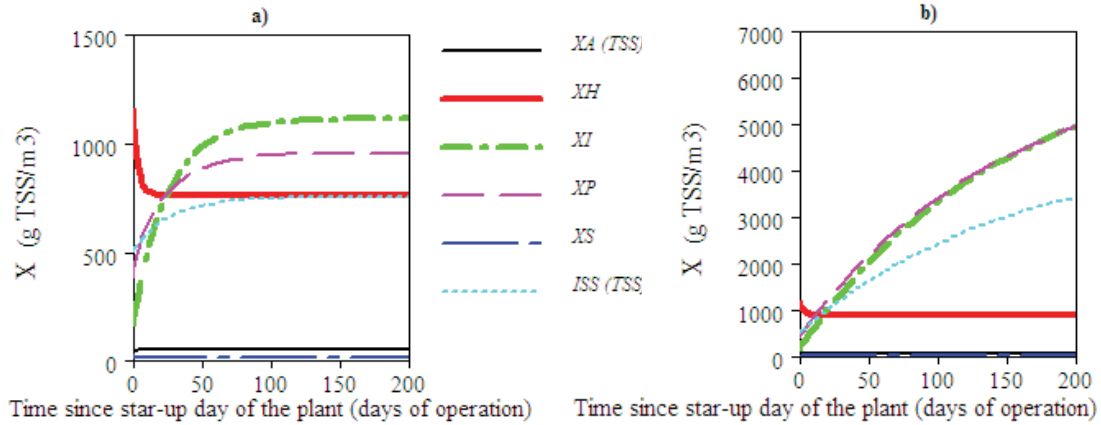 a)
1500
1000
500
0
X (g TSS/m3)
0 50 100 150 200
Time since star-up day of the plant (days of operation)
XA (TSS)
XH
XI
XP
XS
ISS (TSS)
b)
7000
6000
5000
4000
3000
2000
1000
0
X (g TSS/m3)
0 50 100 150 200
Time since star-up day of the plant (days of operation)